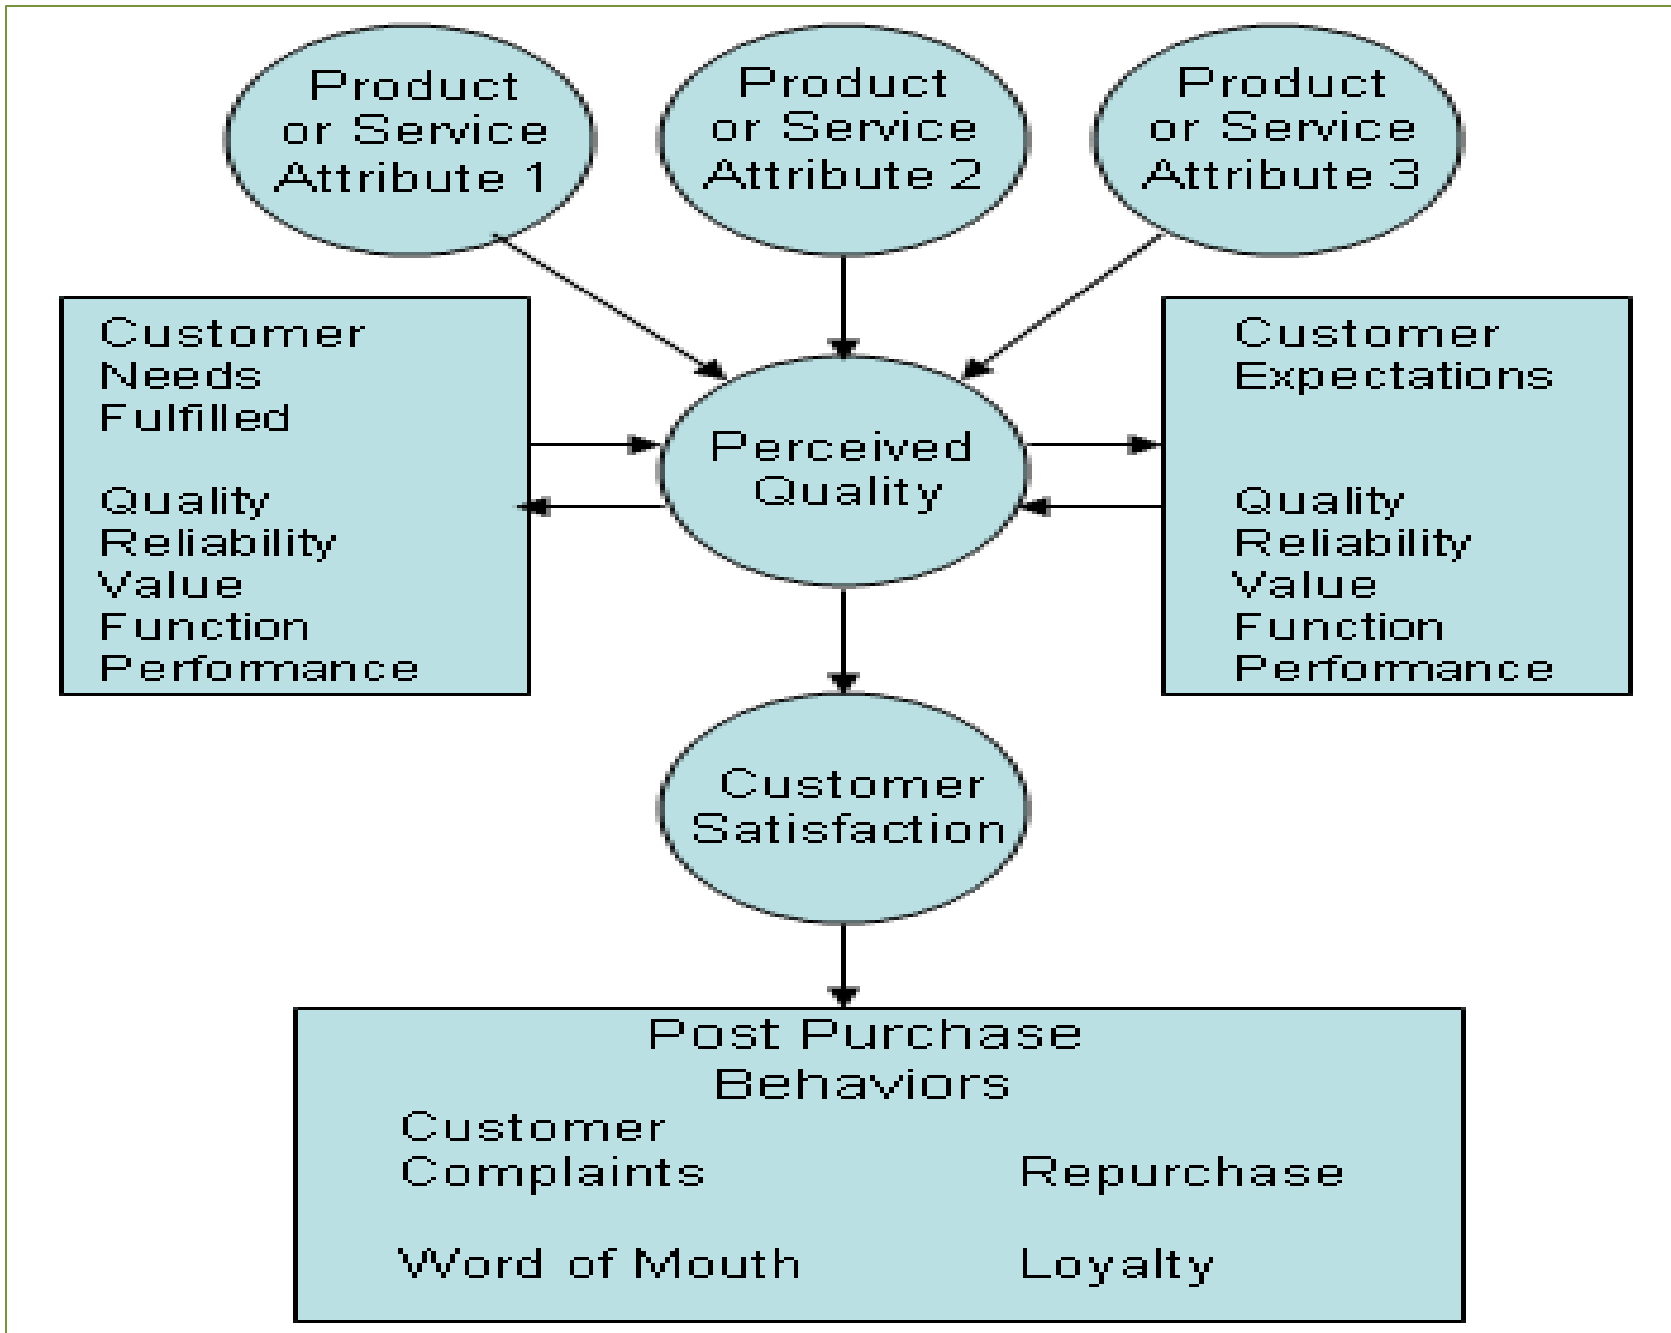 Product
or Service
Attribute 1
Product
or Service
Attribute 2
Product
or Service
Attribute 3
Customer
Needs
Fulfilled
Quality
Reliability
Value
Function
Performance
Perceived
Quality
Customer
Expectations
Quality
Reliability
Value
Function
Performance
Customer
Satisfaction
Post Purchase
Behaviors
Customer
Complaints
Repurchase
Word of Mouth
Loyalty